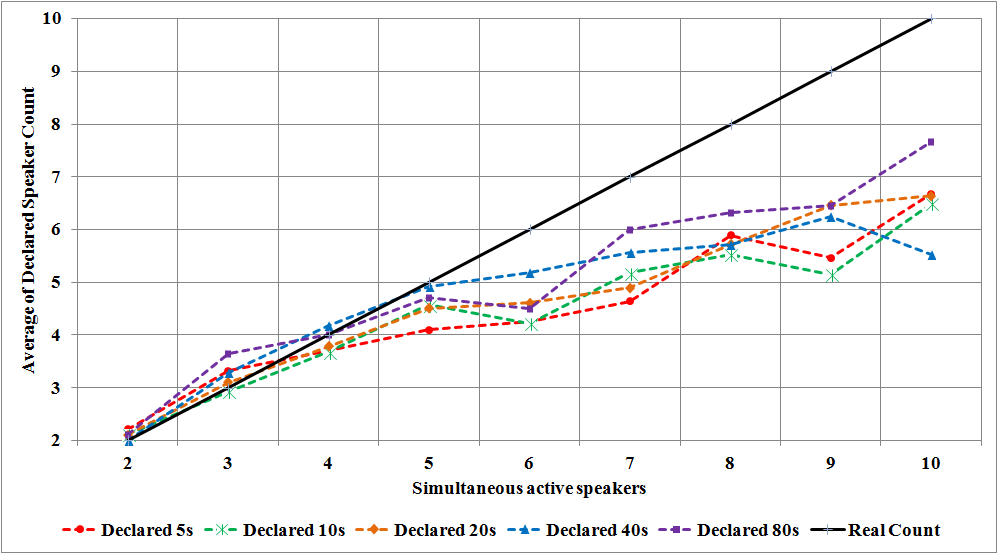 Average of Declared Speaker Count
10
9
8
7
6
5
4
3
2
2 3 4 5 6 7 8 9 10
Simultaneous active speakers
Declared 5s Declared 10s Declared 20s Declared 40s Declared 80s Real Count